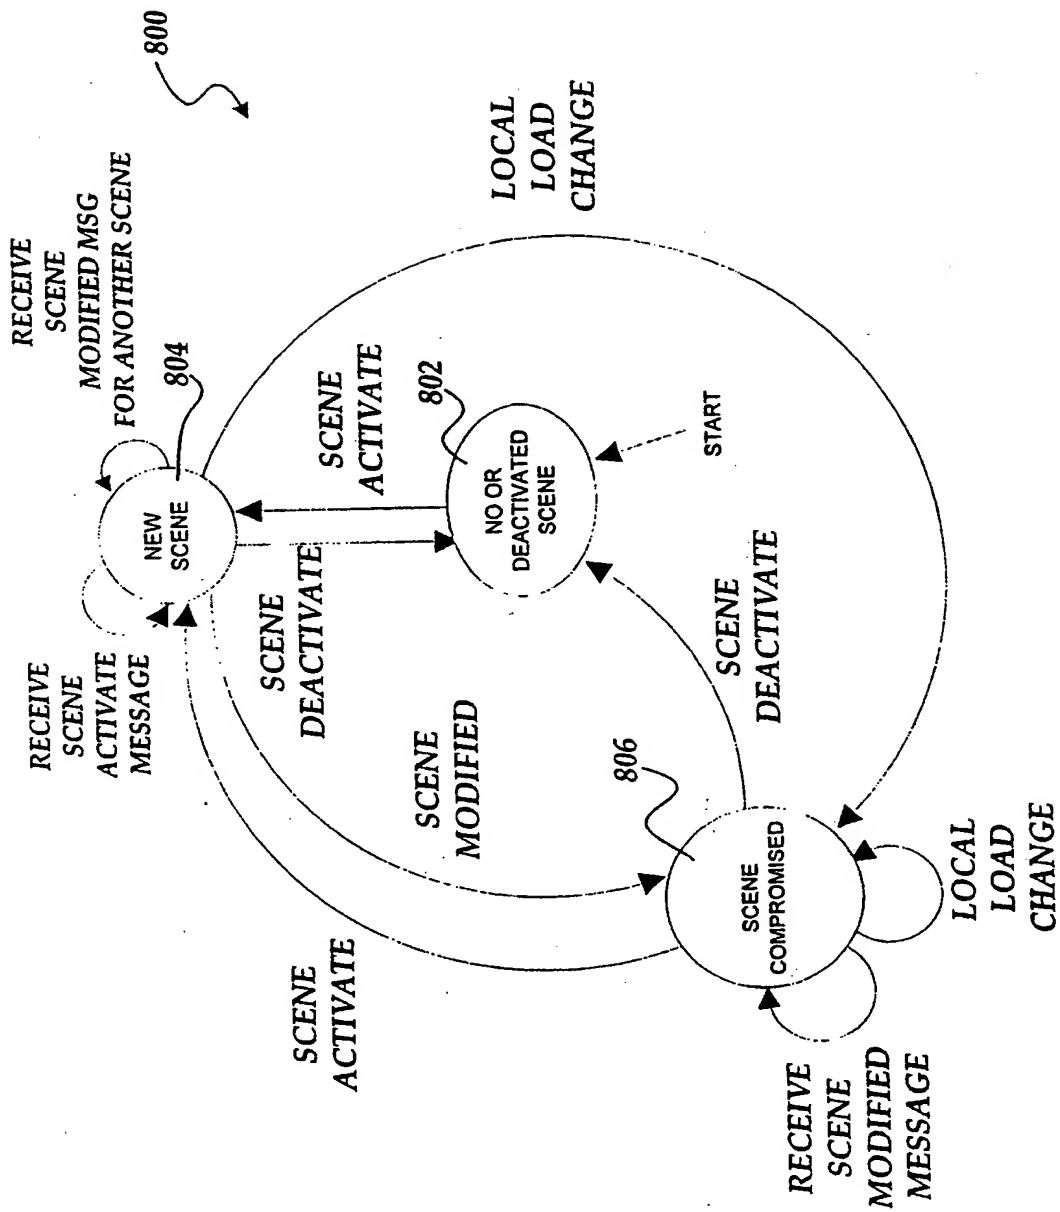 800
RECEIVE
SCENE
MODIFIED MSG
FOR ANOTHER SCENE
804
RECEIVE
SCENE
ACTIVATE
MESSAGE
NEW
SCENE
LOCAL
LOAD
CHANGE
SCENE
ACTIVATE
802
SCENE
DEACTIVATE
NO OR
DEACTIVATED
SCENE
START
SCENE
ACTIVATE
SCENE
MODIFIED
806
SCENE
DEACTIVATE
SCENE
COMPROMISED
RECEIVE
SCENE
MODIFIED
MESSAGE
LOCAL
LOAD
CHANGE